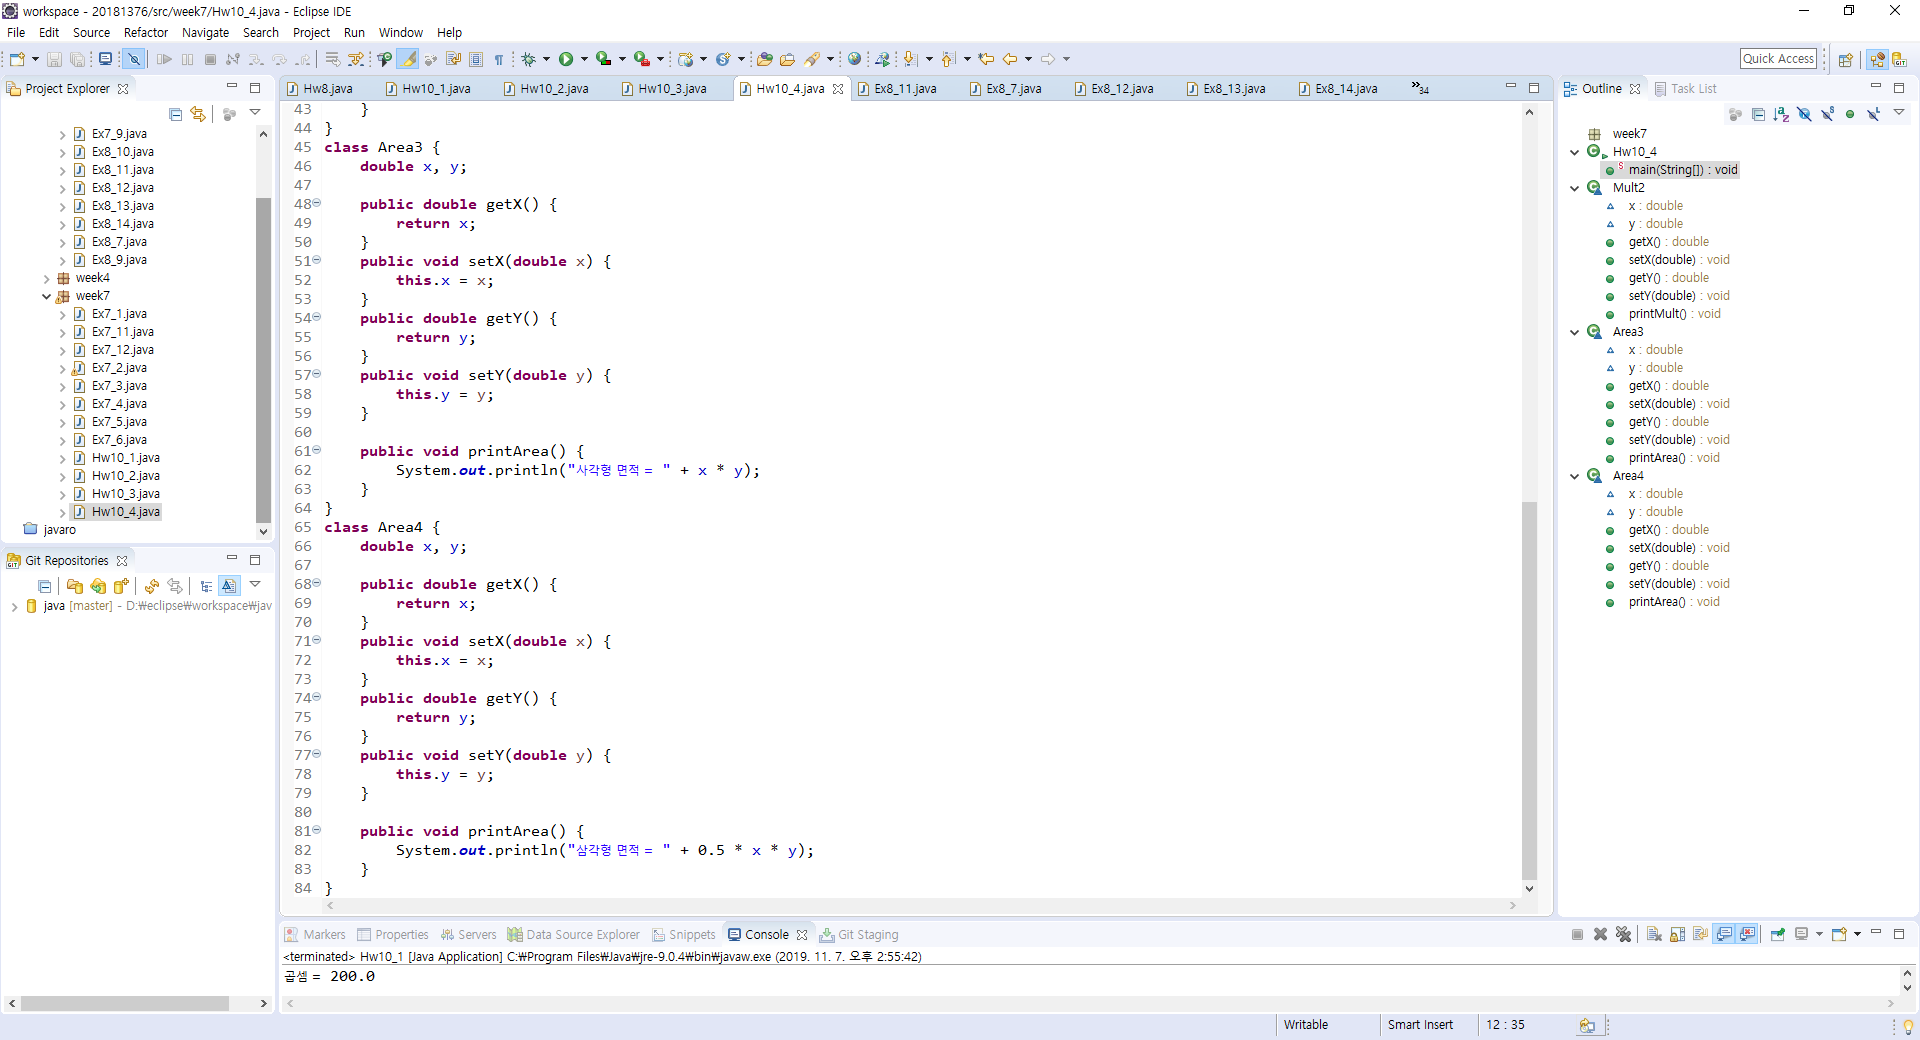 workspace - 20181376/src/week7/Hw10_4.java - Eclipse IDE
File Edit Source Refactor Navigate Search Project Run Window Help
Quick Access
Project Explorer
Ex7_9.java
Ex8_10.java
Ex8_11.java
Ex8_12.java
Ex8_13.java
Ex8_14.java
Ex8_7.java
Ex8_9.java
week4
week7
Ex7_1.java
Ex7_11.java
Ex7_12.java
Ex7_2.java
Ex7_3.java
Ex7_4.java
Ex7_5.java
Ex7_6.java
Hw10_1.java
Hw10_2.java
Hw10_3.java
Hw10_4.java
javaro
Git Repositories
java [master] - D:₩eclipse₩workspace₩jav
Hw8.java Hw10_1.java Hw10_2.java Hw10_3.java Hw10_4.java Ex8_11.java Ex8_7.java Ex8_12.java Ex8_13.java Ex8_14.java »34
43     }
44 }
45 class Area3 {
46     double x, y;
47
48     public double getX() {
49         return x;
50     }
51     public void setX(double x) {
52         this.x = x;
53     }
54     public double getY() {
55         return y;
56     }
57     public void setY(double y) {
58         this.y = y;
59     }
60
61     public void printArea() {
62         System.out.println("사각형 면적 = " + x * y);
63     }
64 }
65 class Area4 {
66     double x, y;
67
68     public double getX() {
69         return x;
70     }
71     public void setX(double x) {
72         this.x = x;
73     }
74     public double getY() {
75         return y;
76     }
77     public void setY(double y) {
78         this.y = y;
79     }
80
81     public void printArea() {
82         System.out.println("삼각형 면적 = " + 0.5 * x * y);
83     }
84 }
Outline Task List
week7
Hw10_4
main(String[]) : void
Mult2
x : double
y : double
getX() : double
setX(double) : void
getY() : double
setY(double) : void
printMult() : void
Area3
x : double
y : double
getX() : double
setX(double) : void
getY() : double
setY(double) : void
printArea() : void
Area4
x : double
y : double
getX() : double
setX(double) : void
getY() : double
setY(double) : void
printArea() : void
Markers Properties Servers Data Source Explorer Snippets Console Git Staging
<terminated> Hw10_1 [Java Application] C:₩Program Files₩Java₩jre-9.0.4₩bin₩javaw.exe (2019. 11. 7. 오후 2:55:42)
곱셈 = 200.0
Writable Smart Insert 12 : 35